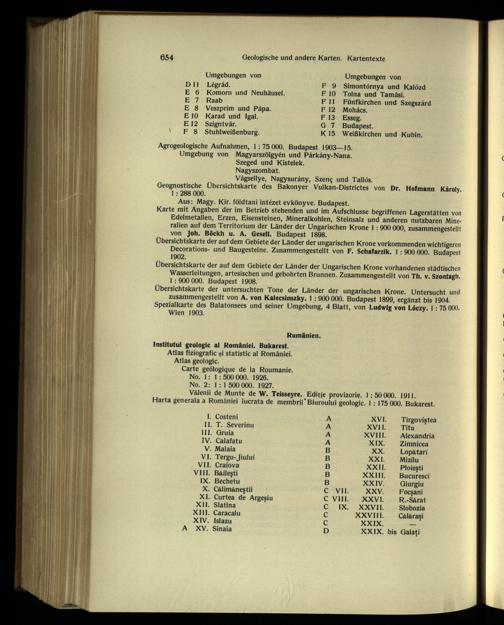 654
Geologische und andere Karten. Kartentexte
Umgebungen von
D 11 Légrád.
E 6 Komorn und Neuhäusel.
E 7 Raab
E 8 Veszprim und Pápa.
E 10 Karad und Igal.
E 12 Szigetvár.
F 8 Stuhlweißenburg.
Umgebungen von
F 9 Simontórnya und Kalózd
F 10 Tolna und Tamási.
F 11 Fünfkirchen und Szegszárd
F 12 Mohács.
F 13 Esseg.
G 7 Budapest.
K 15 Weißkirchen und Kubin.
Agrogeologische Aufnahmen, 1 : 75 000. Budapest 1903—15.
Umgebung von Magyarszölgyén und Párkány-Nana.
Szeged und Kistelek.
Nagyszombat.
Vágsellye, Nagysurány, Szenç und Tallós.
Geognostische Übersichtskarte des Bakonyer Vulkan-Districtes von Dr. Hofmann Károly.
1 : 288 000.
Aus: Magy. Kir. földtani intézet evkönyve. Budapest.
Karte mit Angaben der im Betrieb stehenden und im Aufschlusse begriffenen Lagerstätten von
Edelmetallen, Erzen, Eisensteinen, Mineralkohlen, Steinsalz und anderen nutzbaren Mine-
ralien auf dem Territorium der Länder der Ungarischen Krone 1 : 900 000, zusammengestellt
von Joh. Böckh u. A. Gesell. Budapest 1898.
Übersichtskarte der auf dem Gebiete der Länder der ungarischen Krone vorkommenden wichtigeren
Decorations- und Baugesteine. Zusammengestellt von F. Schafarzik. 1 : 900 000. Budapest
1902.
Übersichtskarte der auf dem Gebiete der Länder der Ungarischen Krone vorhandenen städtischen
Wasserleitungen, artesischen und gebohrten Brunnen. Zusammengestellt von Th. v. Szontagh.
1 : 900 000. Budapest 1908.
Übersichtskarte der untersuchten Tone der Länder der ungarischen Krone. Untersucht und
zusammengestellt von A. von Kalecsinszky. 1 : 900 000. Budapest 1899, ergänzt bis 1904.
Spezialkarte des Balatonsees und seiner Umgebung, 4 Blatt, von Ludwig von Lóczy. 1 : 75 000.
Wien 1903.
Rumänien.
Institutul geologic al României. Bukarest.
Atlas fiziografic și statistic al României.
Atlas geologic.
Carte geólogique de la Roumanie.
No. 1: 1 : 500 000. 1926.
No. 2: 1 : 1 500 000. 1927.
Válenii de Munte de W. Teisseyre. Ediție provizorie. 1 : 50 000. 1911.
Harta generala a României lucrata de membrii Biuroului geologic. 1 : 175 000. Bukarest.
I. Costeni
II. T. Severinu
III. Gruia
IV. Calafatu
V. Malaia
VI. Tergu-Jiului
VII. Craiova
VIII. Băilești
IX. Bechetu
X. Călimănești
XI. Curtea de Argeșiu
XII. Slatina
XIII. Caracalu
XIV. Islazu
A XV. Sinaia
A XVI. Tîrgoviștea
A XVII. Titu
A XVIII. Alexandria
A XIX. Zimnicea
B XX. Lopătari
B XXI. Mizilu
B XXII. Ploiești
B XXIII. Bucuresci
B XXIV. Giurgiu
C VII. XXV. Focșani
C VIII. XXVI. R.-Sărat
C IX. XXVII. Slobozia
C XXVIII. Călărași
C XXIX. —
D XXIX. bis Galați